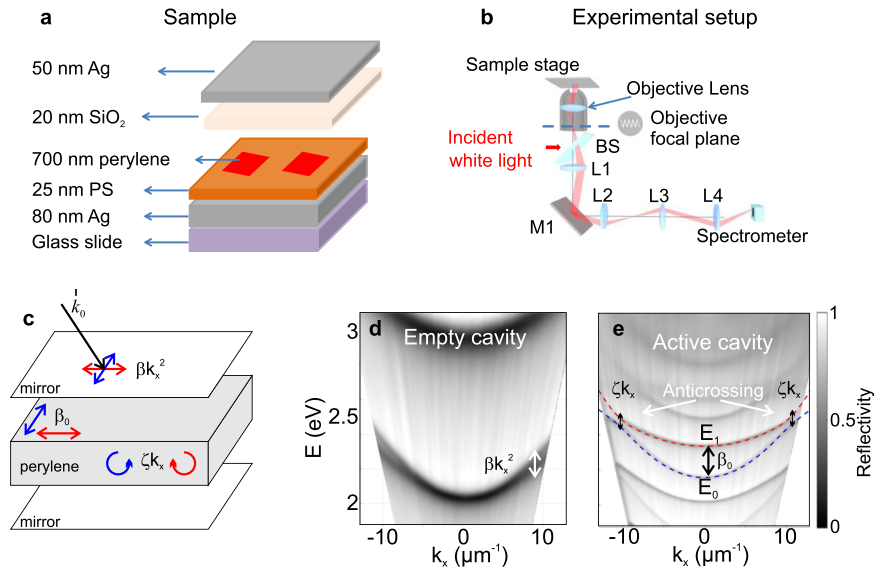 a Sample
50 nm Ag
20 nm SiO₂
700 nm perylene
25 nm PS
80 nm Ag
Glass slide
b Experimental setup
Sample stage
Objective Lens
Objective
focal plane
Incident
white light
BS
L1
L2 L3 L4
M1
Spectrometer
c
k₀
βkₓ²
mirror
β₀
perylene
ζkₓ
mirror
d
Empty cavity
βkₓ²
E (eV)
3
2.5
2
-10 0 10
kₓ (μm⁻¹)
e
Active cavity
ζkₓ Anticrossing ζkₓ
E₁
β₀
E₀
-10 0 10
kₓ (μm⁻¹)
1
0.5
0
Reflectivity